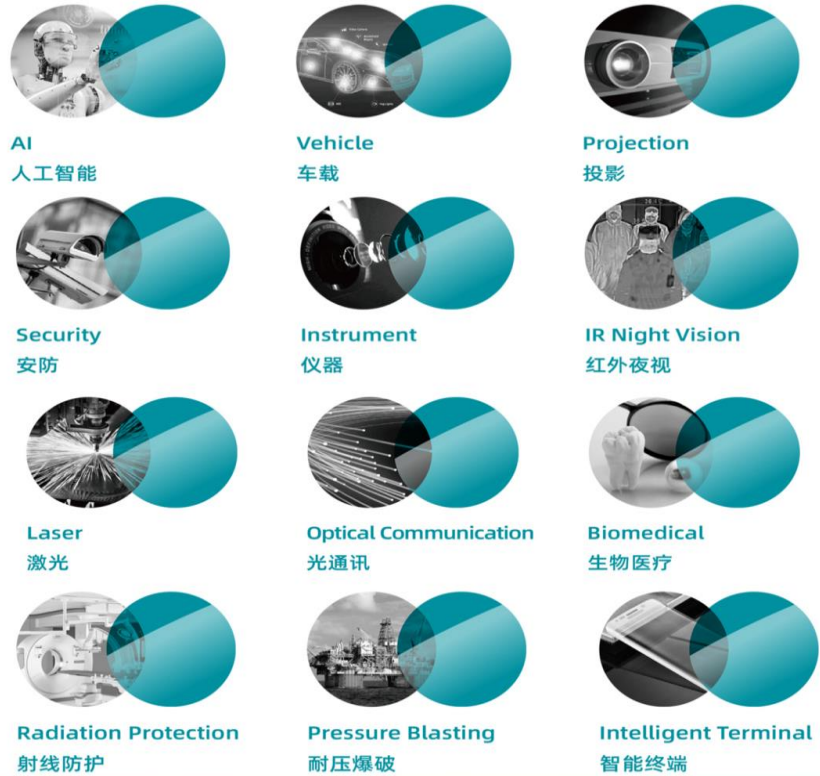 AI
人工智能
Vehicle
车载
Projection
投影
Security
安防
Instrument
仪器
IR Night Vision
红外夜视
Laser
激光
Optical Communication
光通讯
Biomedical
生物医疗
Radiation Protection
射线防护
Pressure Blasting
耐压爆破
Intelligent Terminal
智能终端